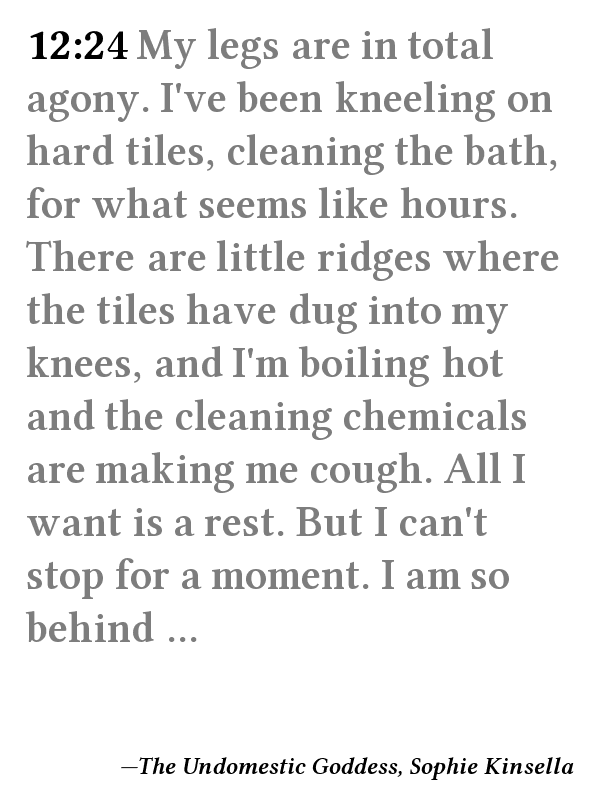 12:24 My legs are in total
agony. I've been kneeling on
hard tiles, cleaning the bath,
for what seems like hours.
There are little ridges where
the tiles have dug into my
knees, and I'm boiling hot
and the cleaning chemicals
are making me cough. All I
want is a rest. But I can't
stop for a moment. I am so
behind ...
—The Undomestic Goddess, Sophie Kinsella